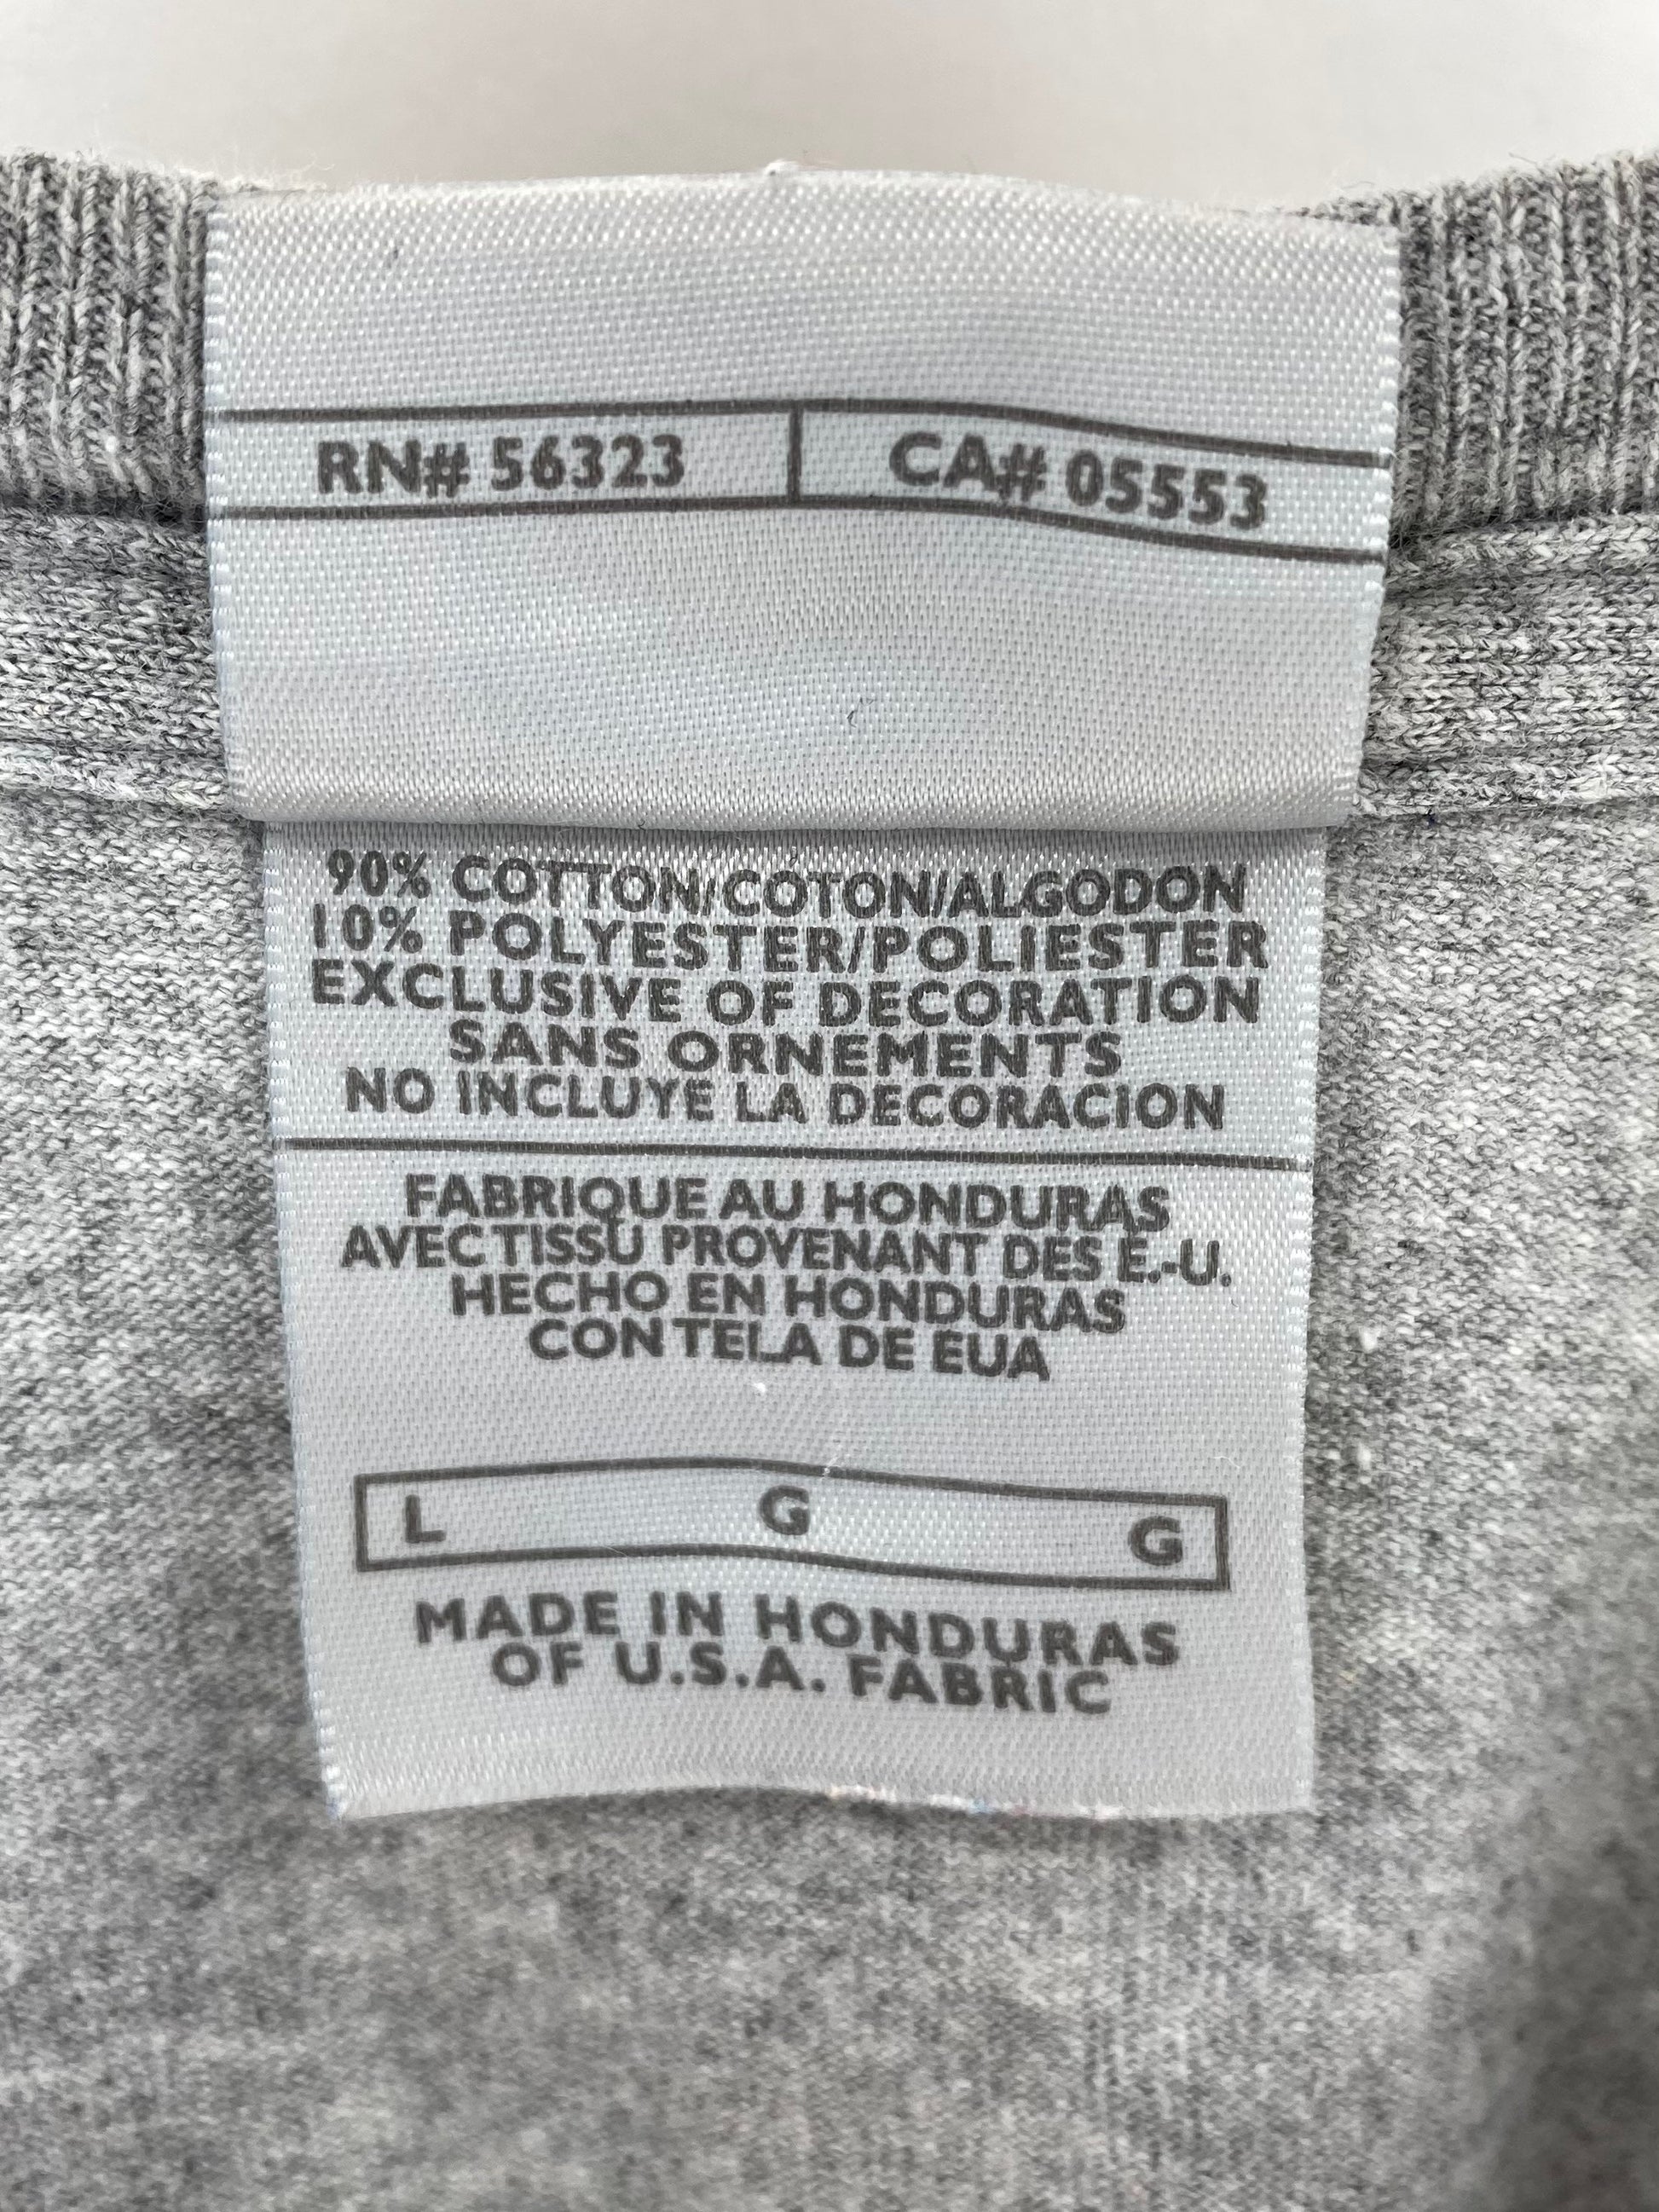 RN# 56323 CA# 05553
90% COTTON/COTON/ALGODON
10% POLYESTER/POLIESTER
EXCLUSIVE OF DECORATION
SANS ORNEMENTS
NO INCLUYE LA DECORACION
FABRIQUE AU HONDURAS
AVEC TISSU PROVENANT DES E.-U.
HECHO EN HONDURAS
CON TELA DE EUA
L G G
MADE IN HONDURAS
OF U.S.A. FABRIC